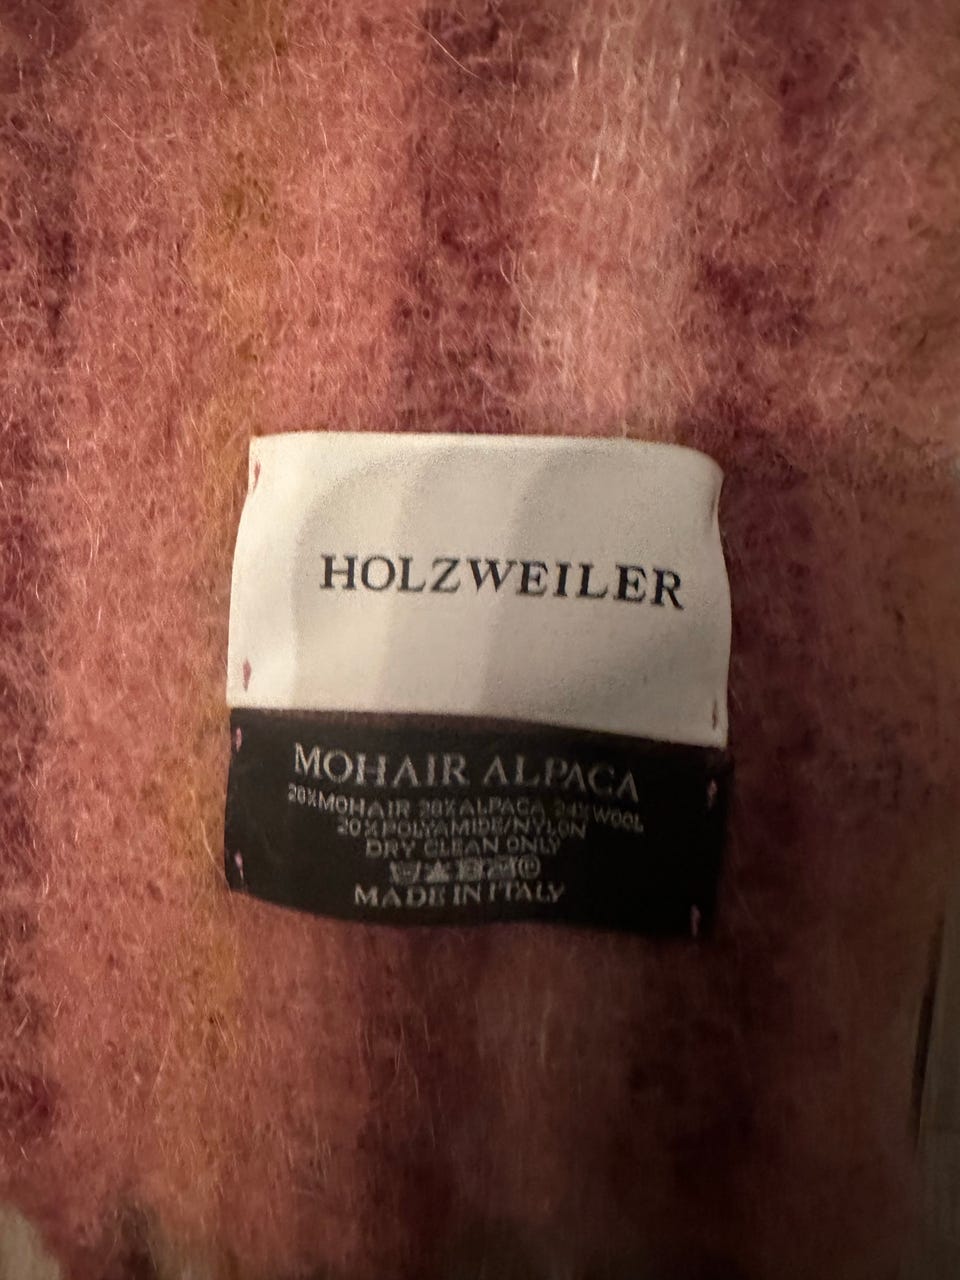 HOLZWEILER
MOHAIR ALPACA
28%MOHAIR 28%ALPACA 24%WOOL
20%POLYAMIDE/NYLON
DRY CLEAN ONLY
MADE IN ITALY